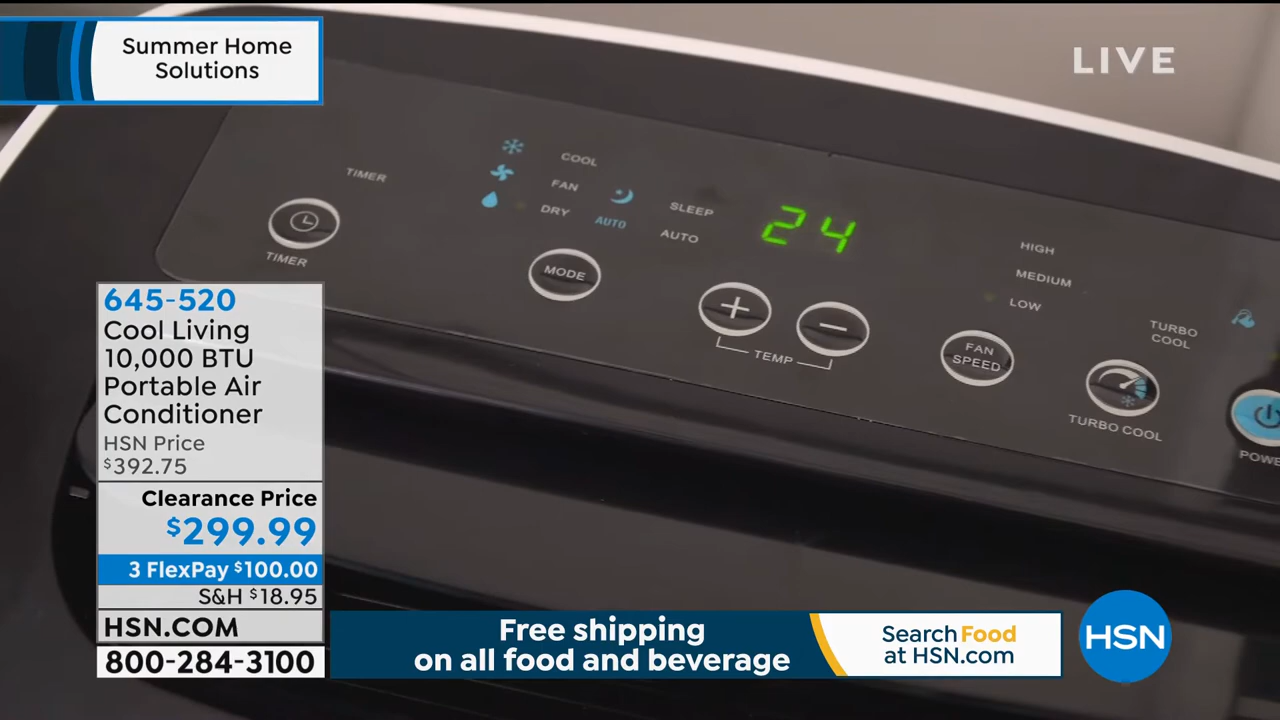 Summer Home
Solutions
LIVE
TIMER
TIMER
COOL
FAN
DRY
AUTO
SLEEP
AUTO
MODE
24
+ −
TEMP
HIGH
MEDIUM
LOW
FAN
SPEED
TURBO
COOL
TURBO COOL
645-520
Cool Living
10,000 BTU
Portable Air
Conditioner
HSN Price
$392.75
Clearance Price
$299.99
3 FlexPay $100.00
S&H $18.95
HSN.COM
800-284-3100
Free shipping
on all food and beverage
Search Food
at HSN.com
HSN